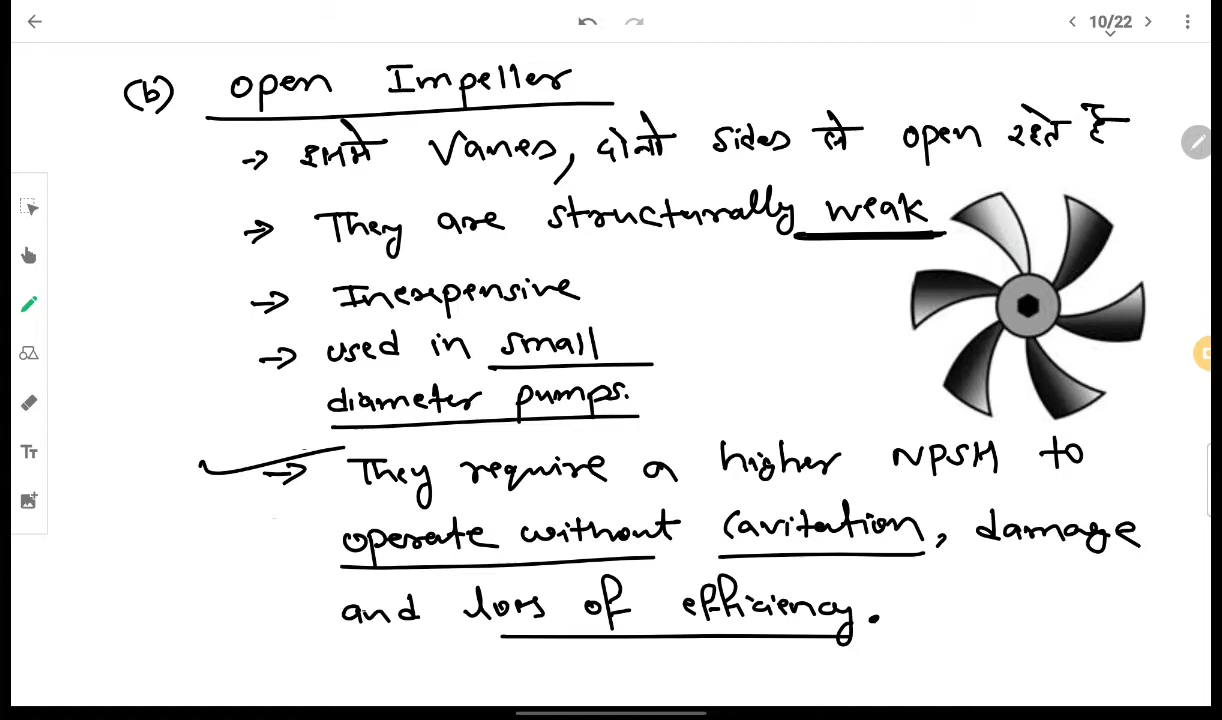 10/22
(b) open Impeller
→ इसमे Vanes, दोनो sides से open रहते है
→ They are structurally weak
→ Inexpensive
→ used in small
diameter pumps.
→ They require a higher NPSH to
operate without cavitation, damage
and loss of efficiency.
Tт